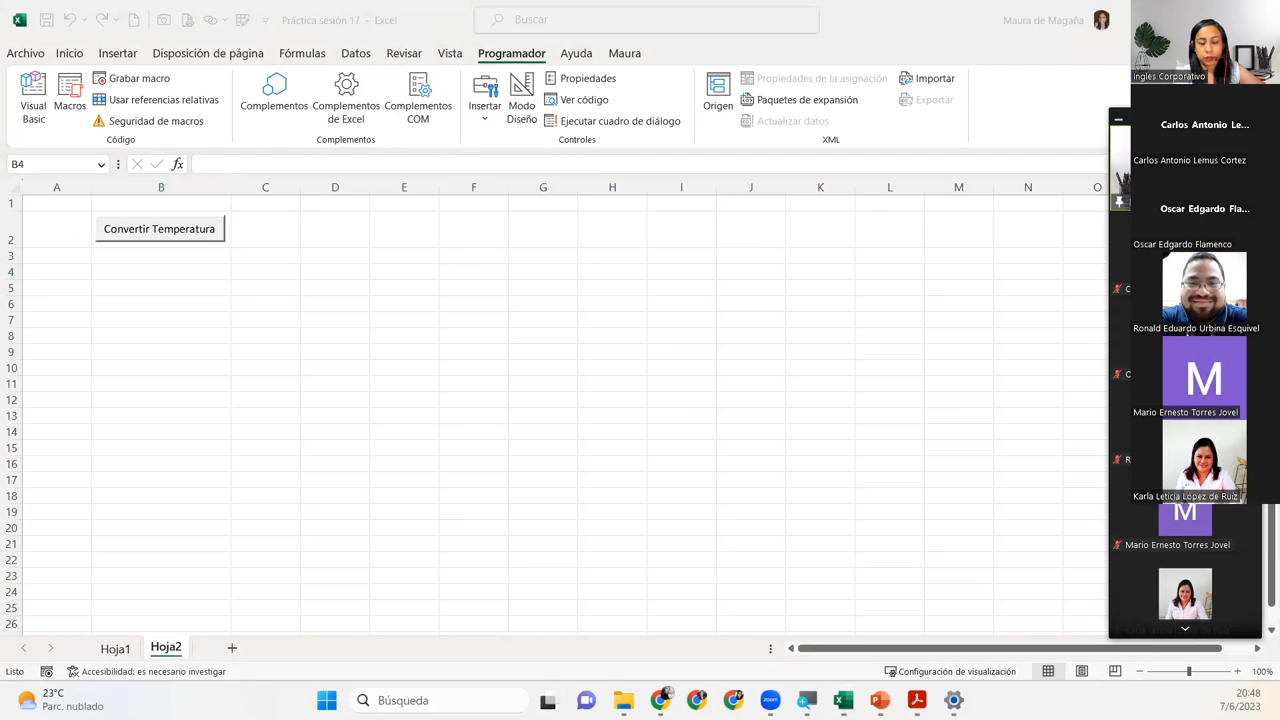 Práctica sesión 17 - Excel
Buscar
Maura de Magaña
Archivo Inicio Insertar Disposición de página Fórmulas Datos Revisar Vista Programador Ayuda Maura
Visual Basic
Macros
Grabar macro
Usar referencias relativas
Seguridad de macros
Código
Complementos
Complementos de Excel
Complementos COM
Complementos
Insertar
Modo Diseño
Propiedades
Ver código
Ejecutar cuadro de diálogo
Controles
Origen
Propiedades de la asignación
Paquetes de expansión
Actualizar datos
Importar
Exportar
XML
B4
fx
A B C D E F G H I J K L M N O
1
Convertir Temperatura
2
3
4
5
6
7
8
9
10
11
12
13
14
15
16
17
18
19
20
21
22
23
24
25
26
Hoja1 Hoja2
Listo
Accesibilidad: es necesario investigar
Configuración de visualización
100%
23°C
Parc. nublado
Búsqueda
zoom
20:48
7/6/2023
Ingles Corporativo
Carlos Antonio Le...
Carlos Antonio Lemus Cortez
Oscar Edgardo Fla...
Oscar Edgardo Flamenco
C
Ronald Eduardo Urbina Esquivel
M
O
Mario Ernesto Torres Jovel
R
Karla Leticia López de Ruiz
M
Mario Ernesto Torres Jovel